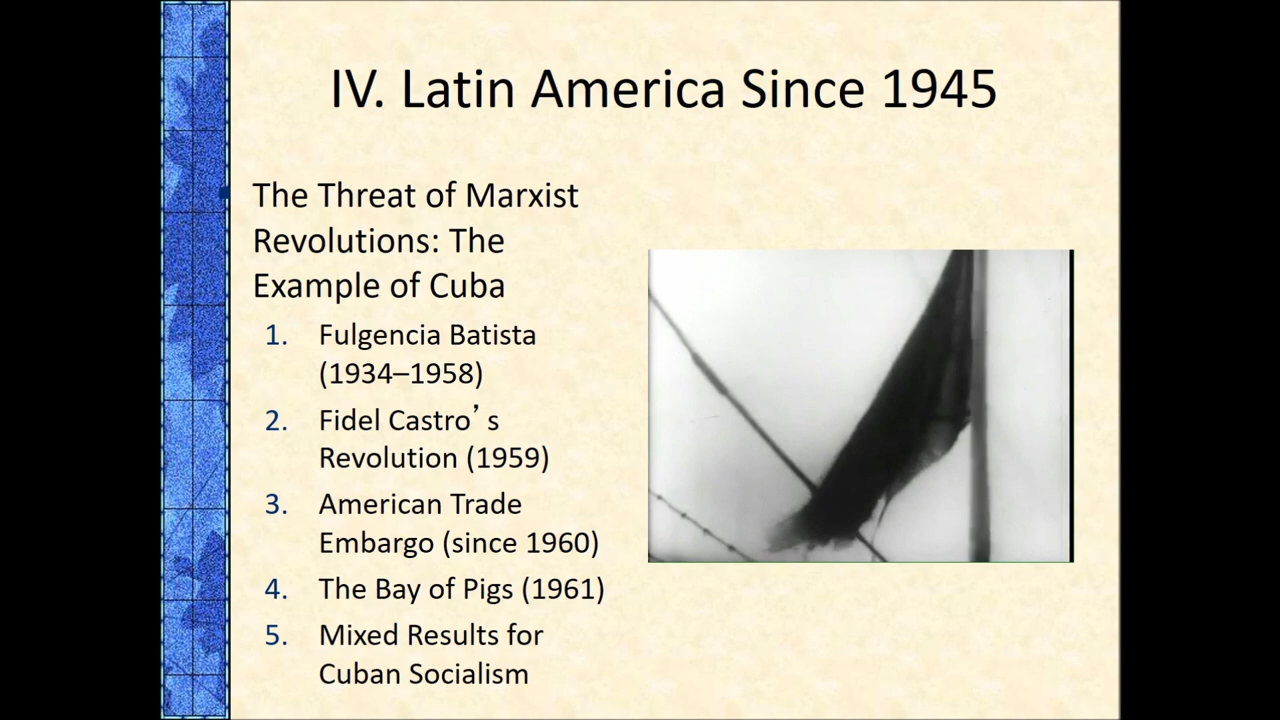 IV. Latin America Since 1945
The Threat of Marxist
Revolutions: The
Example of Cuba
1. Fulgencia Batista
(1934–1958)
2. Fidel Castro’ s
Revolution (1959)
3. American Trade
Embargo (since 1960)
4. The Bay of Pigs (1961)
5. Mixed Results for
Cuban Socialism